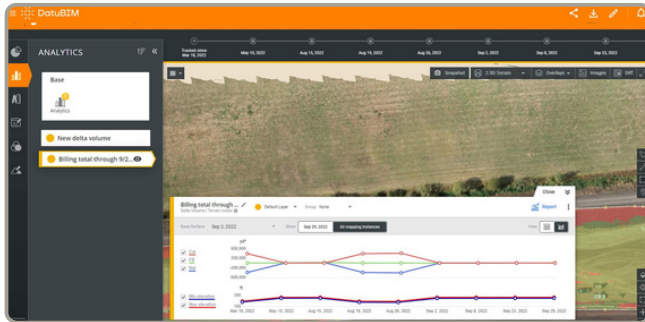 DatuBIM
ANALYTICS
Tracked since
Mar 18, 2022
May 10, 2022
Aug 15, 2022
Aug 19, 2022
Aug 26, 2022
Sep 2, 2022
Sep 8, 2022
Sep 23, 2022
Base
Analytics
New delta volume
Billing total through 9/2...
Snapshot
2.5D Terrain
Overlays
Images
Diff
Close
Billing total through ...
Default Layer
Group None
Report
Base Surface Sep 2, 2022
Show
Sep 29, 2022
All mapping instances
View
Cut
Fill
Net
yd³
Min elevation
Max elevation
ft
Mar 18, 2022
May 10, 2022
Aug 15, 2022
Aug 19, 2022
Aug 26, 2022
Sep 2, 2022
Sep 8, 2022
Sep 23, 2022
Sep 29, 2022